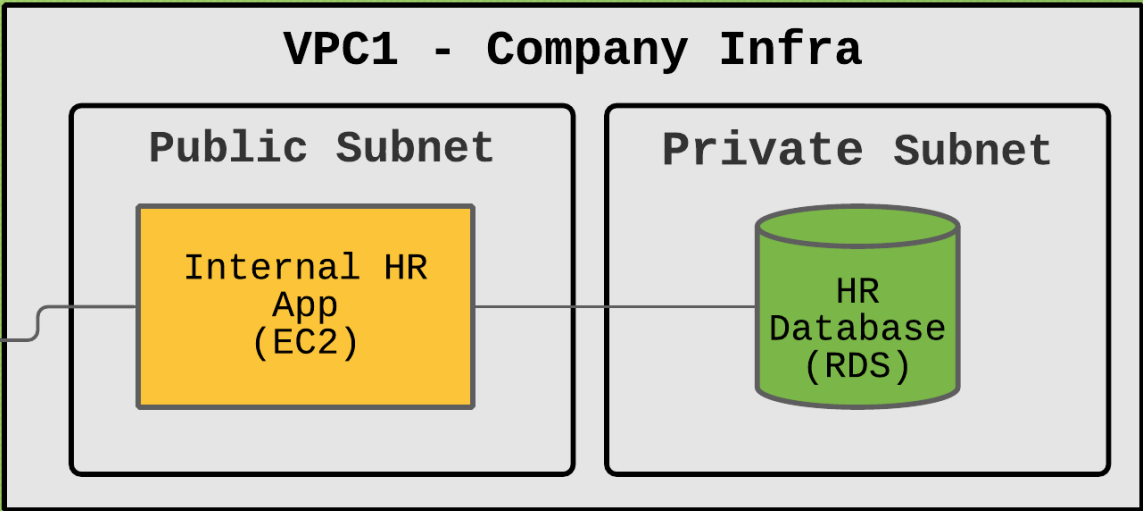 VPC1 - Company Infra
Public Subnet
Private Subnet
Internal HR
App
(EC2)
HR
Database
(RDS)